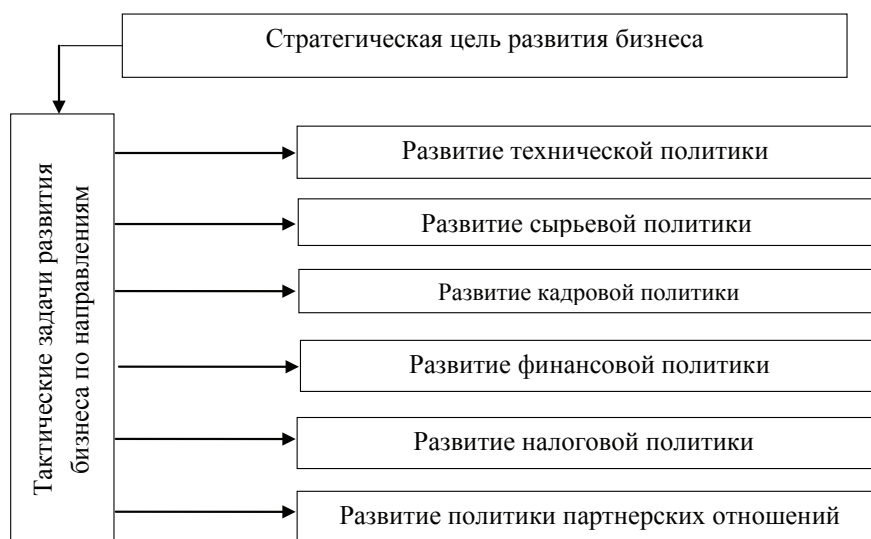 Стратегическая цель развития бизнеса
Тактические задачи развития
бизнеса по направлениям
Развитие технической политики
Развитие сырьевой политики
Развитие кадровой политики
Развитие финансовой политики
Развитие налоговой политики
Развитие политики партнерских отношений